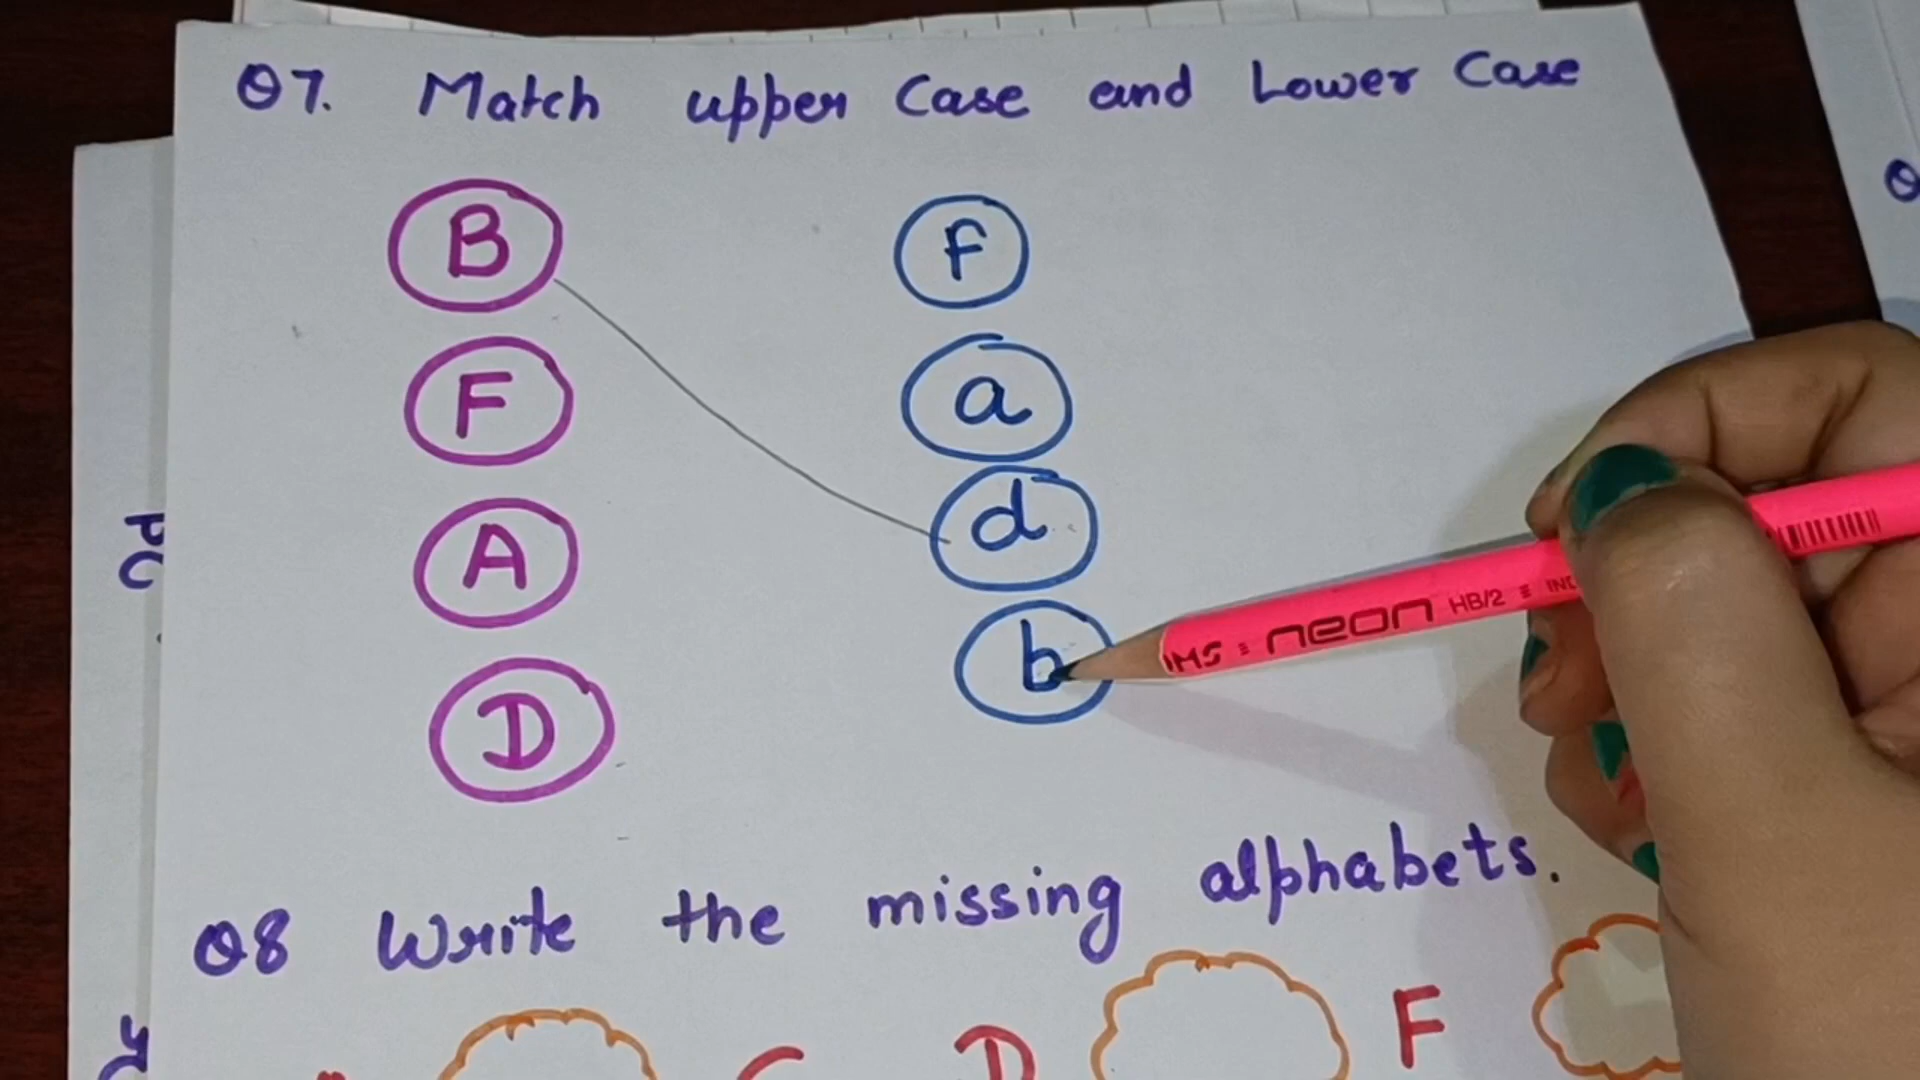 Q7. Match upper Case and Lower Case
B f
F a
A d
D b
neon HB/2
Q8 Write the missing alphabets.
C D F